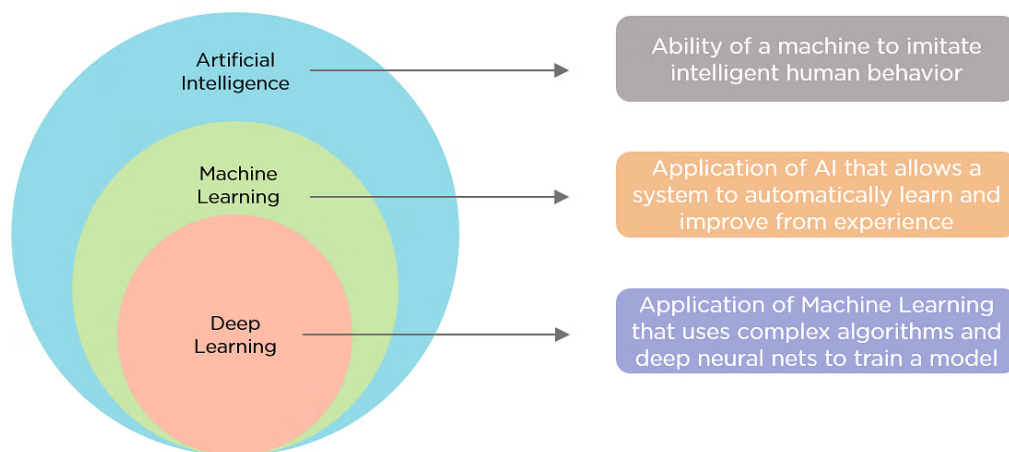 Artificial
Intelligence
Ability of a machine to imitate
intelligent human behavior
Machine
Learning
Application of AI that allows a
system to automatically learn and
improve from experience
Deep
Learning
Application of Machine Learning
that uses complex algorithms and
deep neural nets to train a model